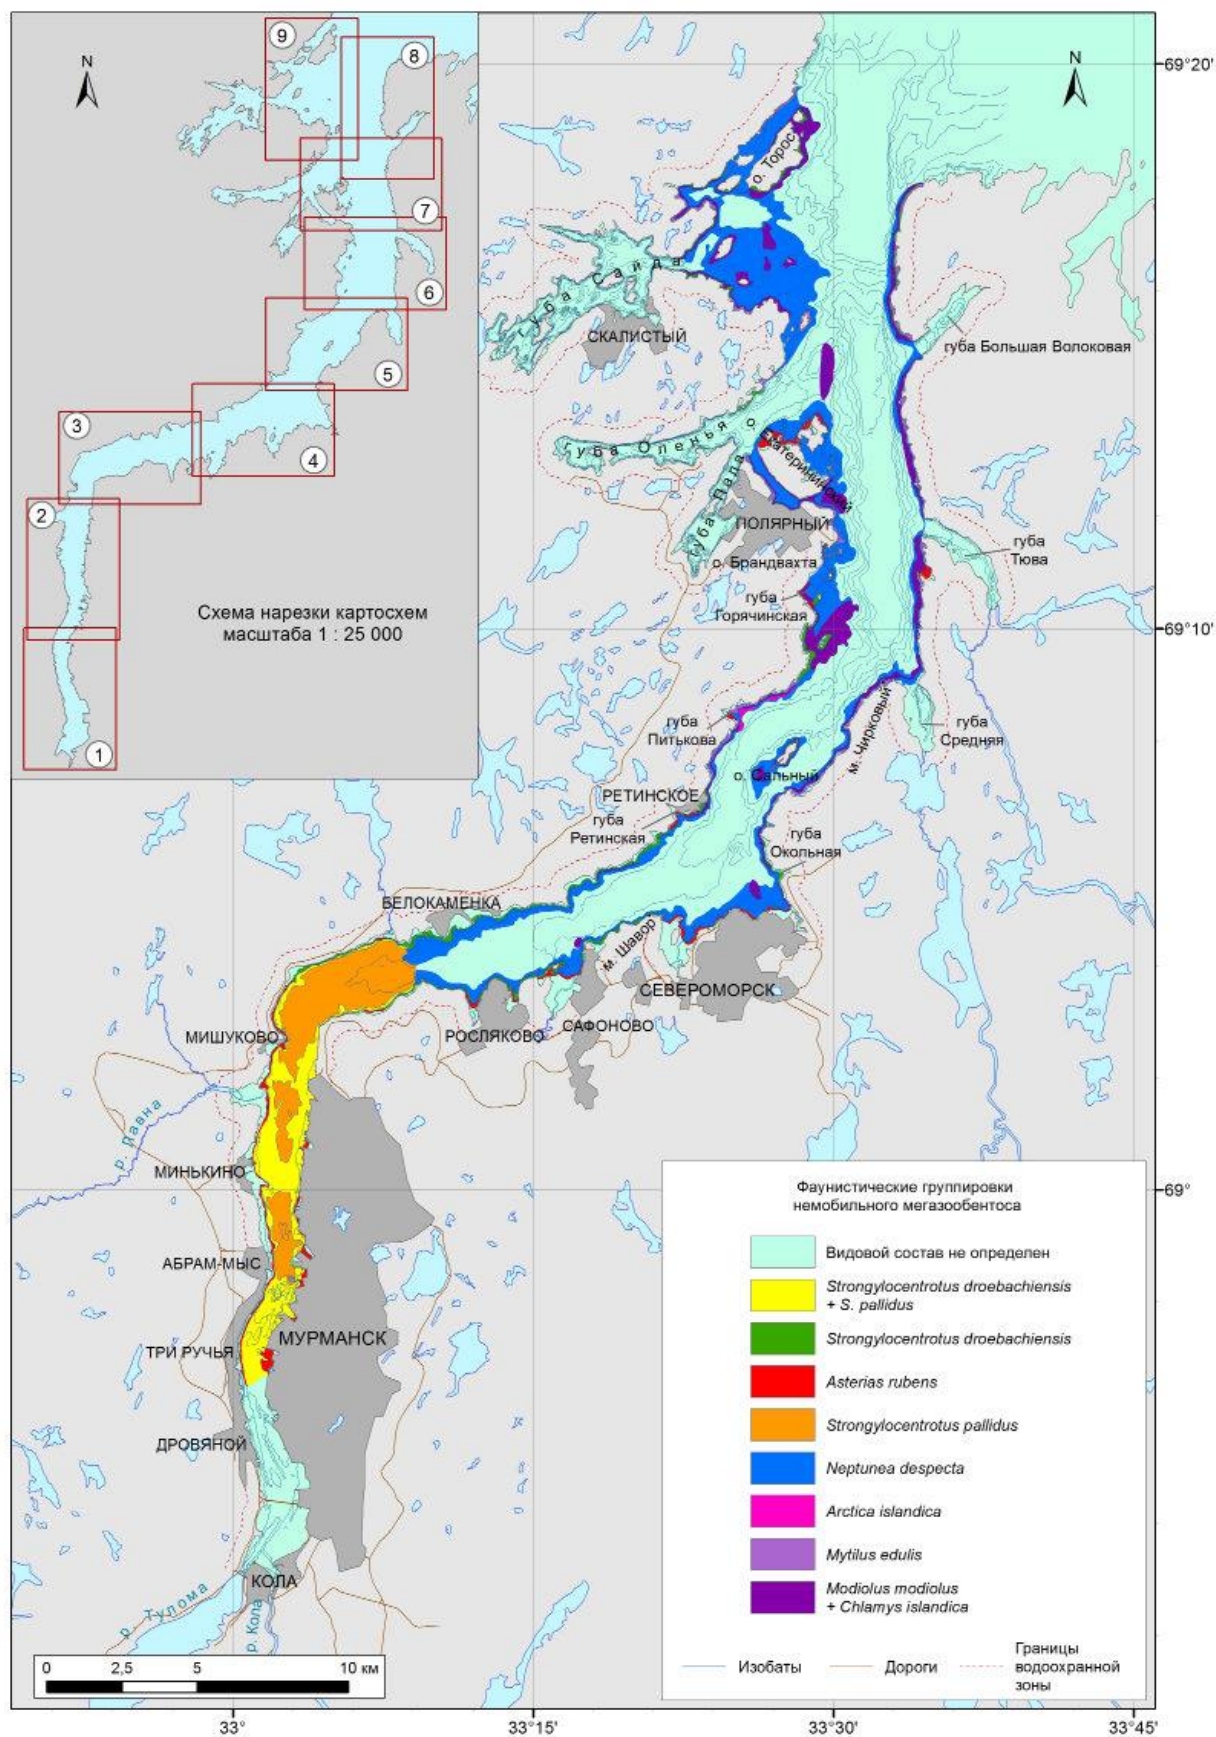 N
9
8
7
6
5
3
4
2
1
Схема нарезки картосхем
масштаба 1 : 25 000
N
69°20'
о. Торос
губа Сайда
СКАЛИСТЫЙ
губа Большая Волоковая
губа Оленья
о. Екатерининский
губа Пала
ПОЛЯРНЫЙ
губа
Тюва
о. Брандвахта
губа
Горячинская
69°10'
губа
Питькова
м. Чирковый
губа
Средняя
о. Сальный
РЕТИНСКОЕ
губа
Ретинская
губа
Окольная
БЕЛОКАМЕНКА
м. Шавор
СЕВЕРОМОРСК
САФОНОВО
РОСЛЯКОВО
МИШУКОВО
р. Лавна
МИНЬКИНО
69°
АБРАМ-МЫС
МУРМАНСК
ТРИ РУЧЬЯ
ДРОВЯНОЙ
КОЛА
р. Тулома
р. Кола
Фаунистические группировки
немобильного мегазообентоса
Видовой состав не определен
Strongylocentrotus droebachiensis
+ S. pallidus
Strongylocentrotus droebachiensis
Asterias rubens
Strongylocentrotus pallidus
Neptunea despecta
Arctica islandica
Mytilus edulis
Modiolus modiolus
+ Chlamys islandica
Изобаты
Дороги
Границы
водоохранной
зоны
0 2,5 5 10 км
33° 33°15' 33°30' 33°45'